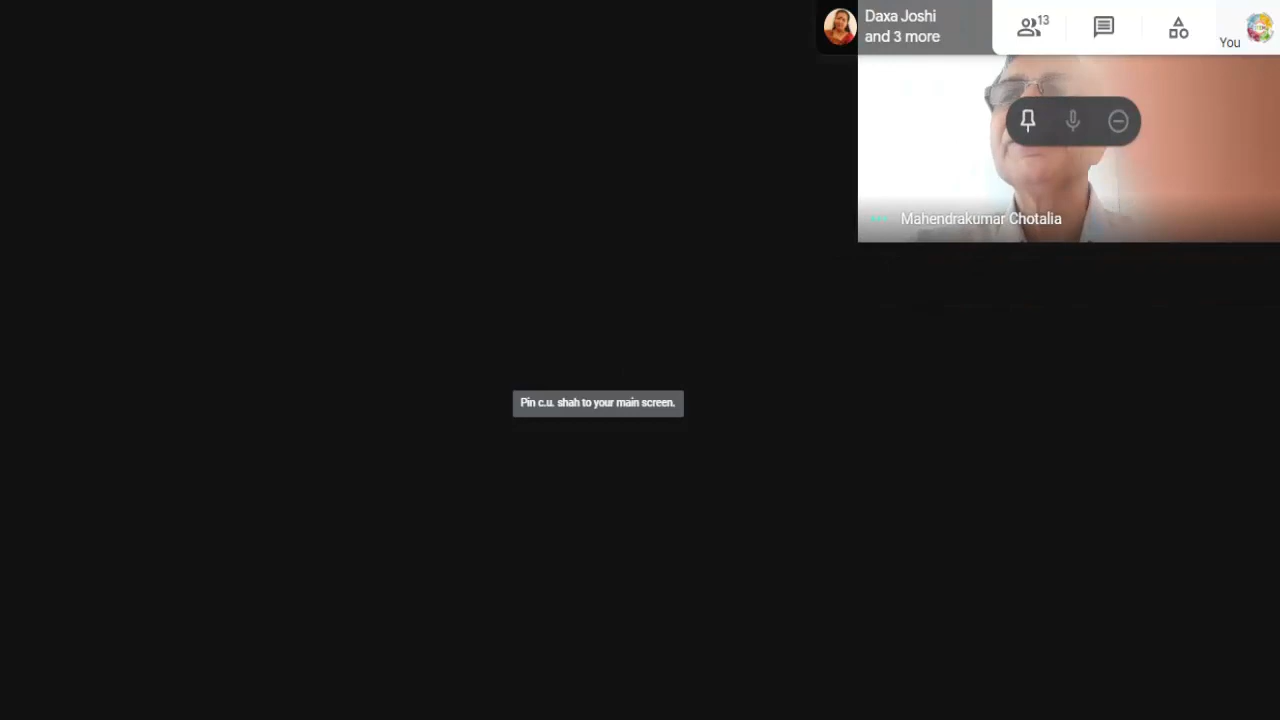 Daxa Joshi
and 3 more
13
You
Mahendrakumar Chotalia
Pin c.u. shah to your main screen.